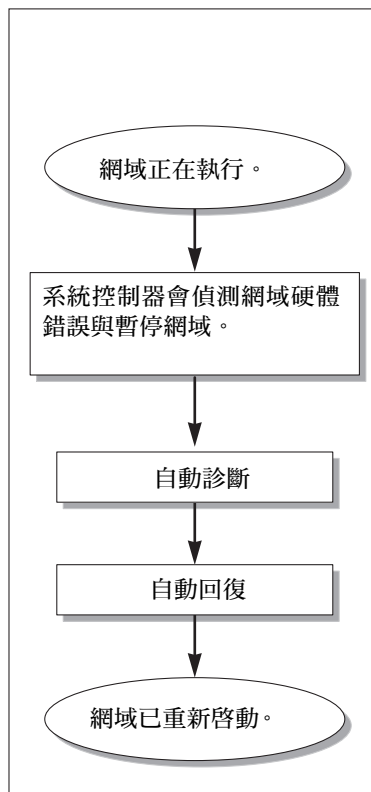 網域正在執行。
系統控制器會偵測網域硬體
錯誤與暫停網域。
自動診斷
自動回復
網域已重新啓動。